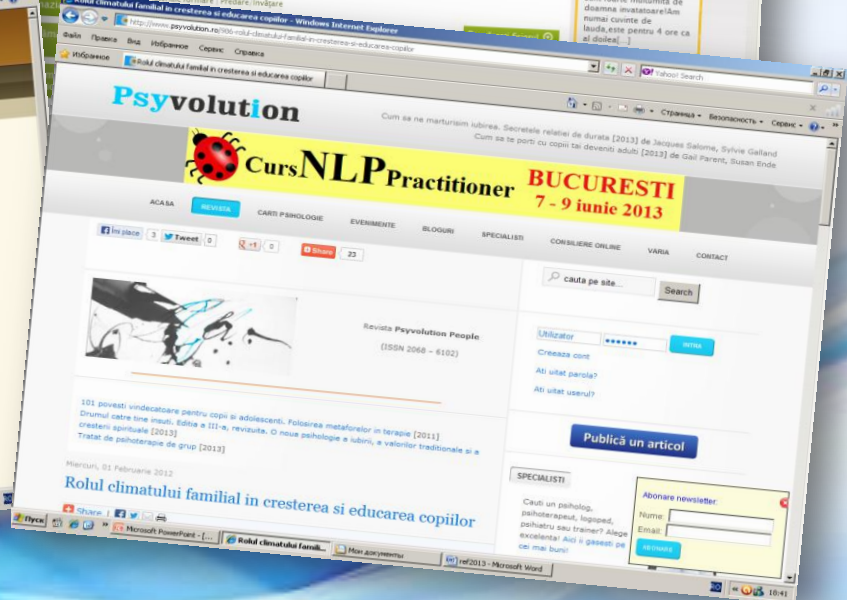 Predare/Învăţare
doamna invatatoare!Am
numai cuvinte de
lauda,este pentru 4 ore ca
al doilea[...]
Rolul climatului familial in cresterea si educarea copiilor - Windows Internet Explorer
http://www.psyvolution.ro/986-rolul-climatului-familial-in-cresterea-si-educarea-copiilor
Yahoo! Search
Файл Правка Вид Избранное Сервис Справка
Избранное
Rolul climatului familial in cresterea si educarea copiilor
Страница Безопасность Сервис
Psyvolution
Cum sa ne marturisim iubirea. Secretele relatiei de durata [2013] de Jacques Salome, Sylvie Galland
Cum sa te porti cu copiii tai deveniti adulti [2013] de Gail Parent, Susan Ende
Curs NLP Practitioner
BUCURESTI
7 - 9 iunie 2013
ACASA REVISTA CARTI PSIHOLOGIE EVENIMENTE BLOGURI SPECIALISTI CONSILIERE ONLINE VARIA CONTACT
Îmi place 3 Tweet 0 +1 0 Share 23
cauta pe site... Search
Revista Psyvolution People
(ISSN 2068 – 6102)
Utilizator •••••• INTRA
Creeaza cont
Ati uitat parola?
Ati uitat userul?
101 povesti vindecatoare pentru copii si adolescenti. Folosirea metaforelor in terapie [2011]
Drumul catre tine insuti. Editia a III-a, revizuita. O noua psihologie a iubirii, a valorilor traditionale si a
cresterii spirituale [2013]
Tratat de psihoterapie de grup [2013]
Publică un articol
Miercuri, 01 Februarie 2012
Rolul climatului familial in cresterea si educarea copiilor
Share
SPECIALISTI
Cauti un psiholog,
psihoterapeut, logoped,
psihiatru sau trainer? Alege
excelenta! Aici ii gasesti pe
cei mai buni!
Abonare newsletter:
Nume:
Email:
ABONARE
Пуск
Microsoft PowerPoint - [...
Rolul climatului famili...
Мои документы
ref2013 - Microsoft Word
RO
18:41